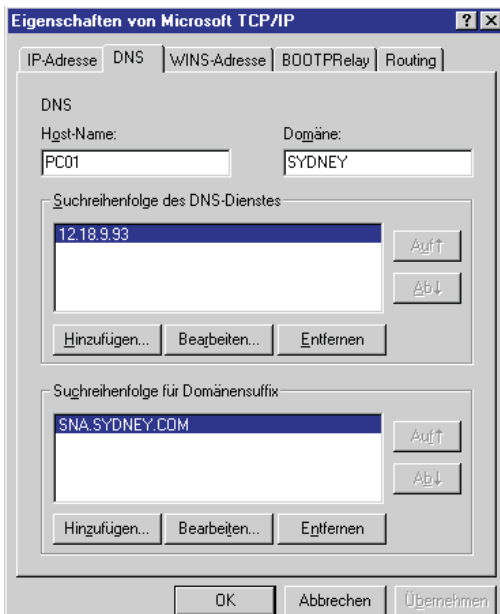 Eigenschaften von Microsoft TCP/IP
IP-Adresse DNS WINS-Adresse BOOTPRelay Routing
DNS
Host-Name: Domäne:
PC01 SYDNEY
Suchreihenfolge des DNS-Dienstes
12.18.9.93
Auf↑
Ab↓
Hinzufügen... Bearbeiten... Entfernen
Suchreihenfolge für Domänensuffix
SNA.SYDNEY.COM
Auf↑
Ab↓
Hinzufügen... Bearbeiten... Entfernen
OK Abbrechen Übernehmen